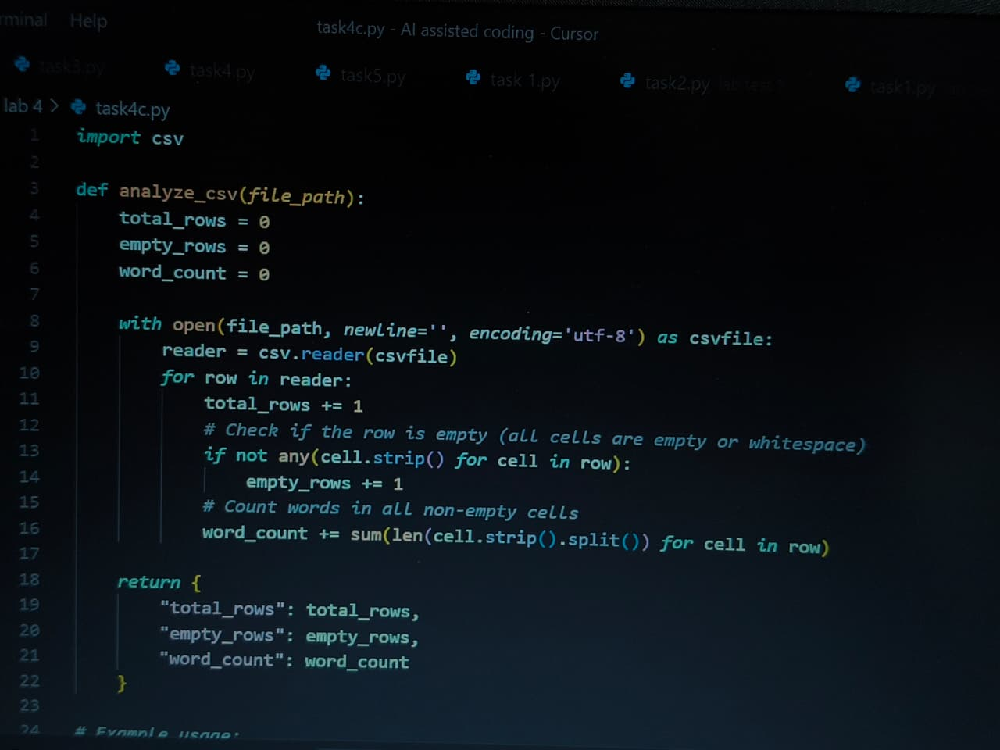 Help
task4c.py - AI assisted coding - Cursor
task3.py task4.py task5.py task 1.py task2.py lab test task1.py
lab 4 > task4c.py
1 import csv
2
3 def analyze_csv(file_path):
4     total_rows = 0
5     empty_rows = 0
6     word_count = 0
7
8     with open(file_path, newline='', encoding='utf-8') as csvfile:
9         reader = csv.reader(csvfile)
10         for row in reader:
11             total_rows += 1
12             # Check if the row is empty (all cells are empty or whitespace)
13             if not any(cell.strip() for cell in row):
14                 empty_rows += 1
15             # Count words in all non-empty cells
16             word_count += sum(len(cell.strip().split()) for cell in row)
17
18     return {
19         "total_rows": total_rows,
20         "empty_rows": empty_rows,
21         "word_count": word_count
22     }
23
24 # Example usage: